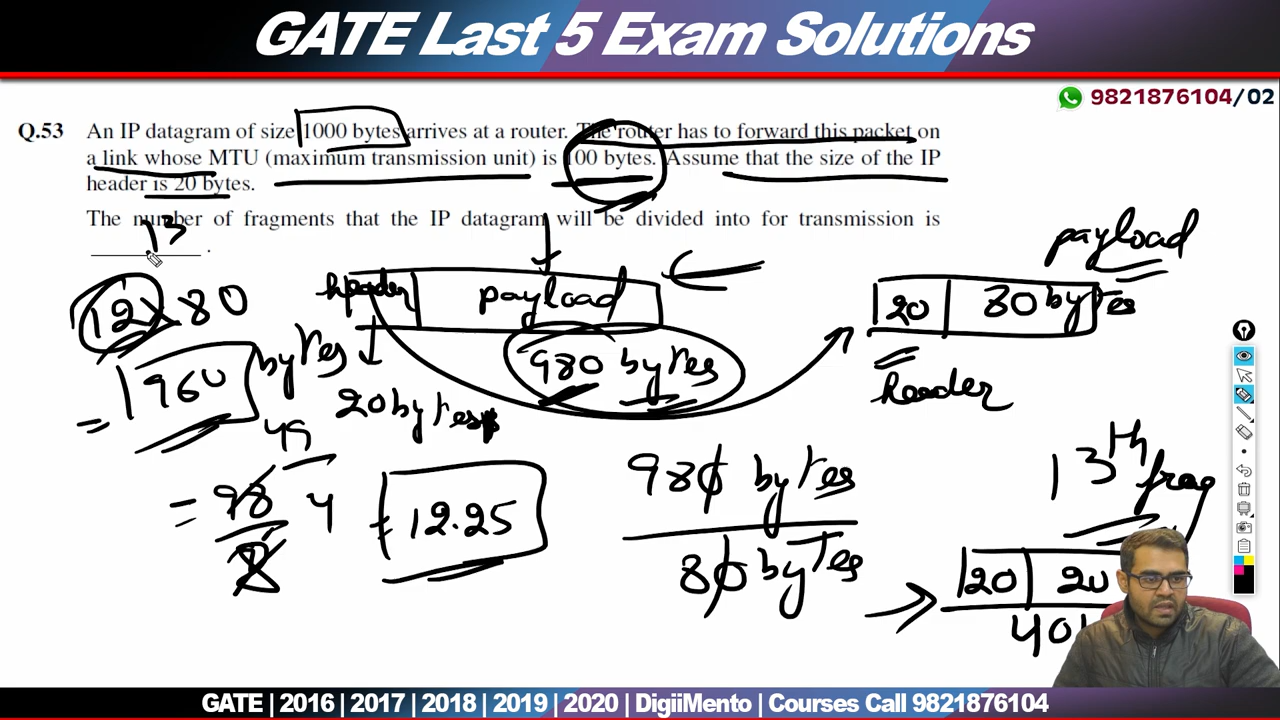 GATE Last 5 Exam Solutions
9821876104/02
Q.53 An IP datagram of size 1000 bytes arrives at a router. The router has to forward this packet on
a link whose MTU (maximum transmission unit) is 100 bytes. Assume that the size of the IP
header is 20 bytes.
The number of fragments that the IP datagram will be divided into for transmission is
13
.
payload
12 x 80
header payload
20 80 bytes
= 960 bytes
980 bytes
header
20 bytes
49
= 98 4
8
= 12.25
980 bytes
80 bytes
13th frag
20 20
GATE | 2016 | 2017 | 2018 | 2019 | 2020 | DigiiMento | Courses Call 9821876104